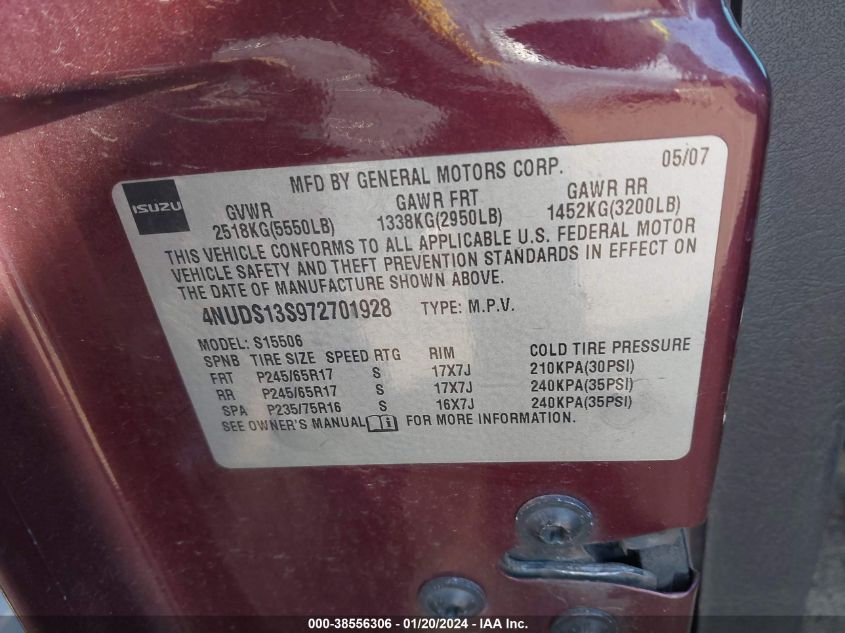 05/07
MFD BY GENERAL MOTORS CORP.
ISUZU
GVWR GAWR FRT GAWR RR
2518KG(5550LB) 1338KG(2950LB) 1452KG(3200LB)
THIS VEHICLE CONFORMS TO ALL APPLICABLE U.S. FEDERAL MOTOR
VEHICLE SAFETY AND THEFT PREVENTION STANDARDS IN EFFECT ON
THE DATE OF MANUFACTURE SHOWN ABOVE.
4NUDS13S972701928 TYPE: M.P.V.
MODEL: S15506
SPNB TIRE SIZE SPEED RTG RIM COLD TIRE PRESSURE
FRT P245/65R17 S 17X7J 210KPA(30PSI)
RR P245/65R17 S 17X7J 240KPA(35PSI)
SPA P235/75R16 S 16X7J 240KPA(35PSI)
SEE OWNER'S MANUAL FOR MORE INFORMATION.
000-38556306 / 01/20/2024 - IAA Inc.